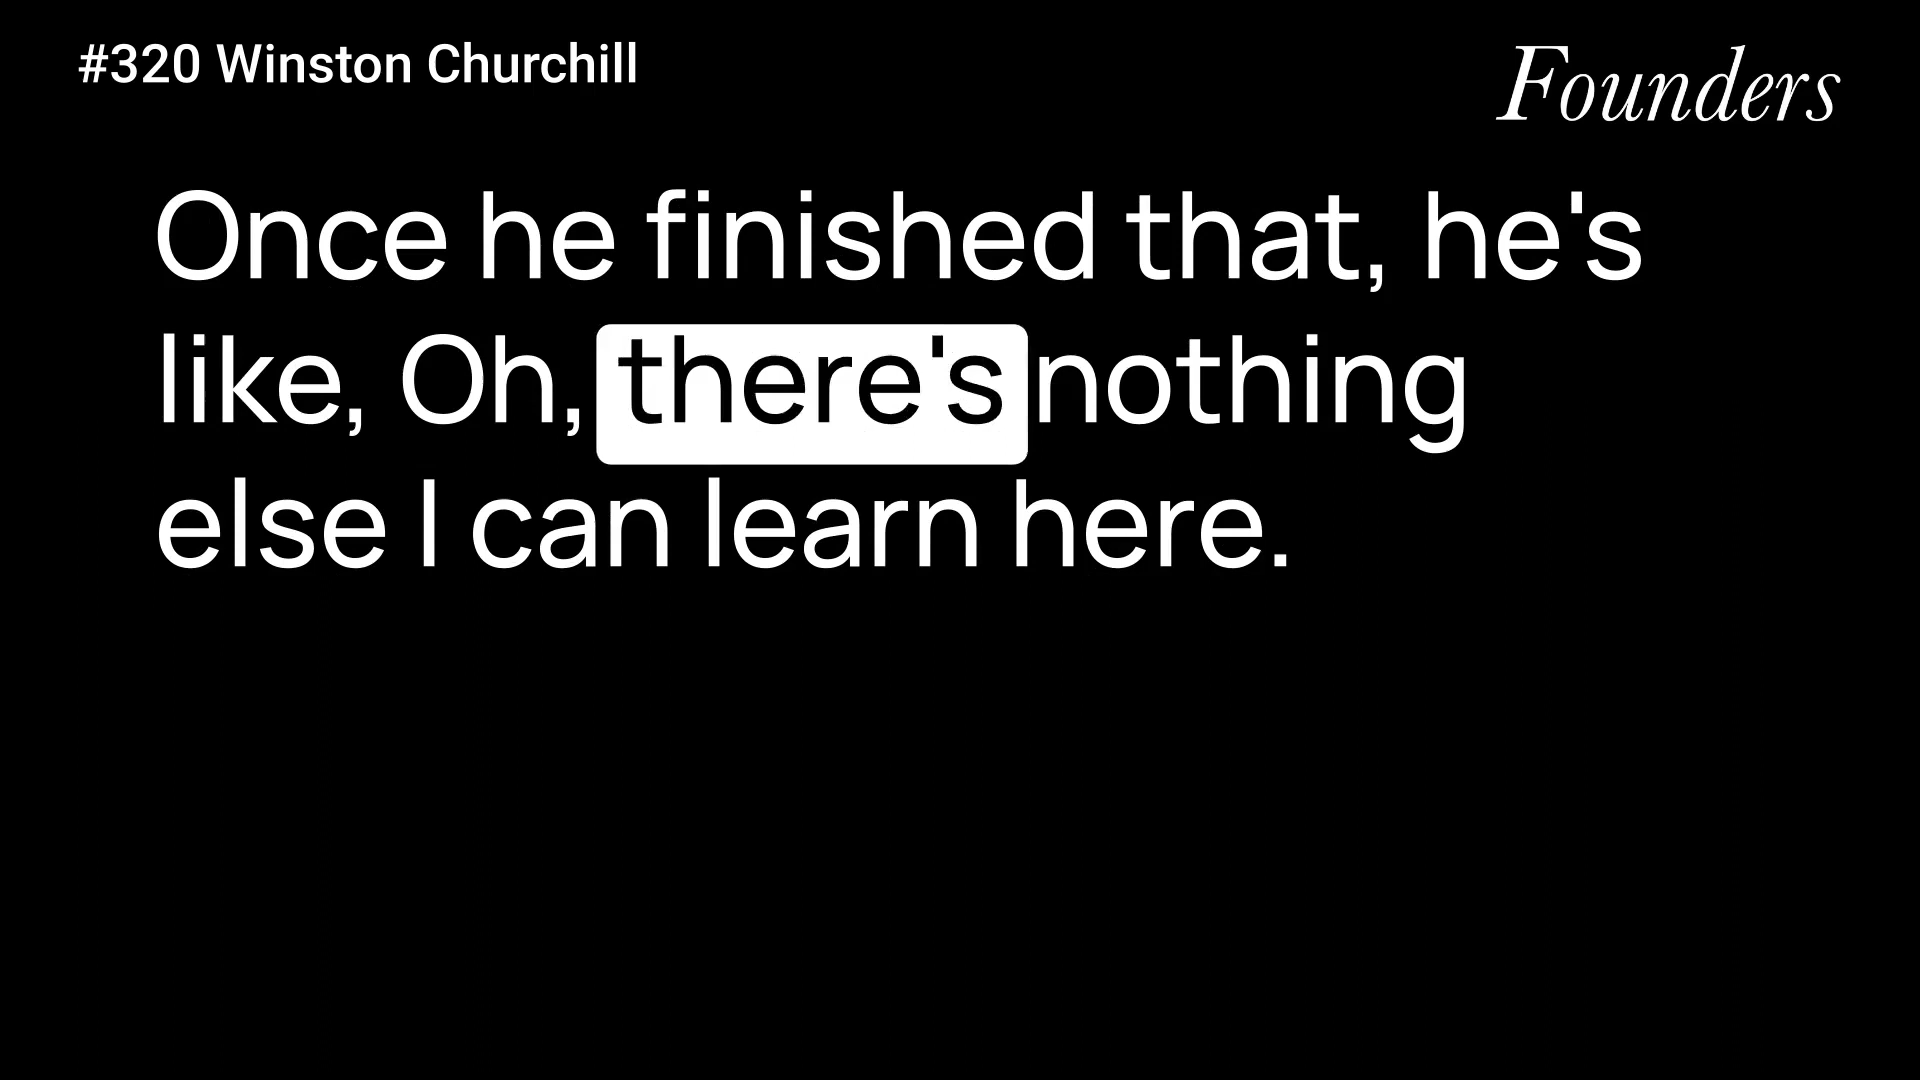 #320 Winston Churchill
Founders
Once he finished that, he's
like, Oh, there's nothing
else I can learn here.